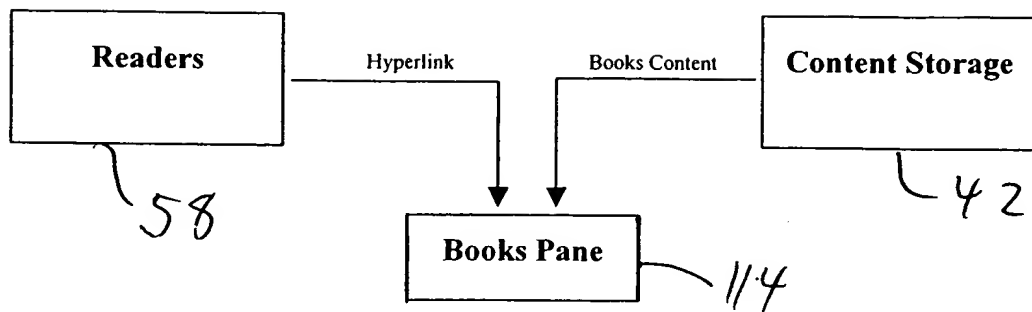 Readers
Hyperlink
Books Content
Content Storage
58
42
Books Pane
114